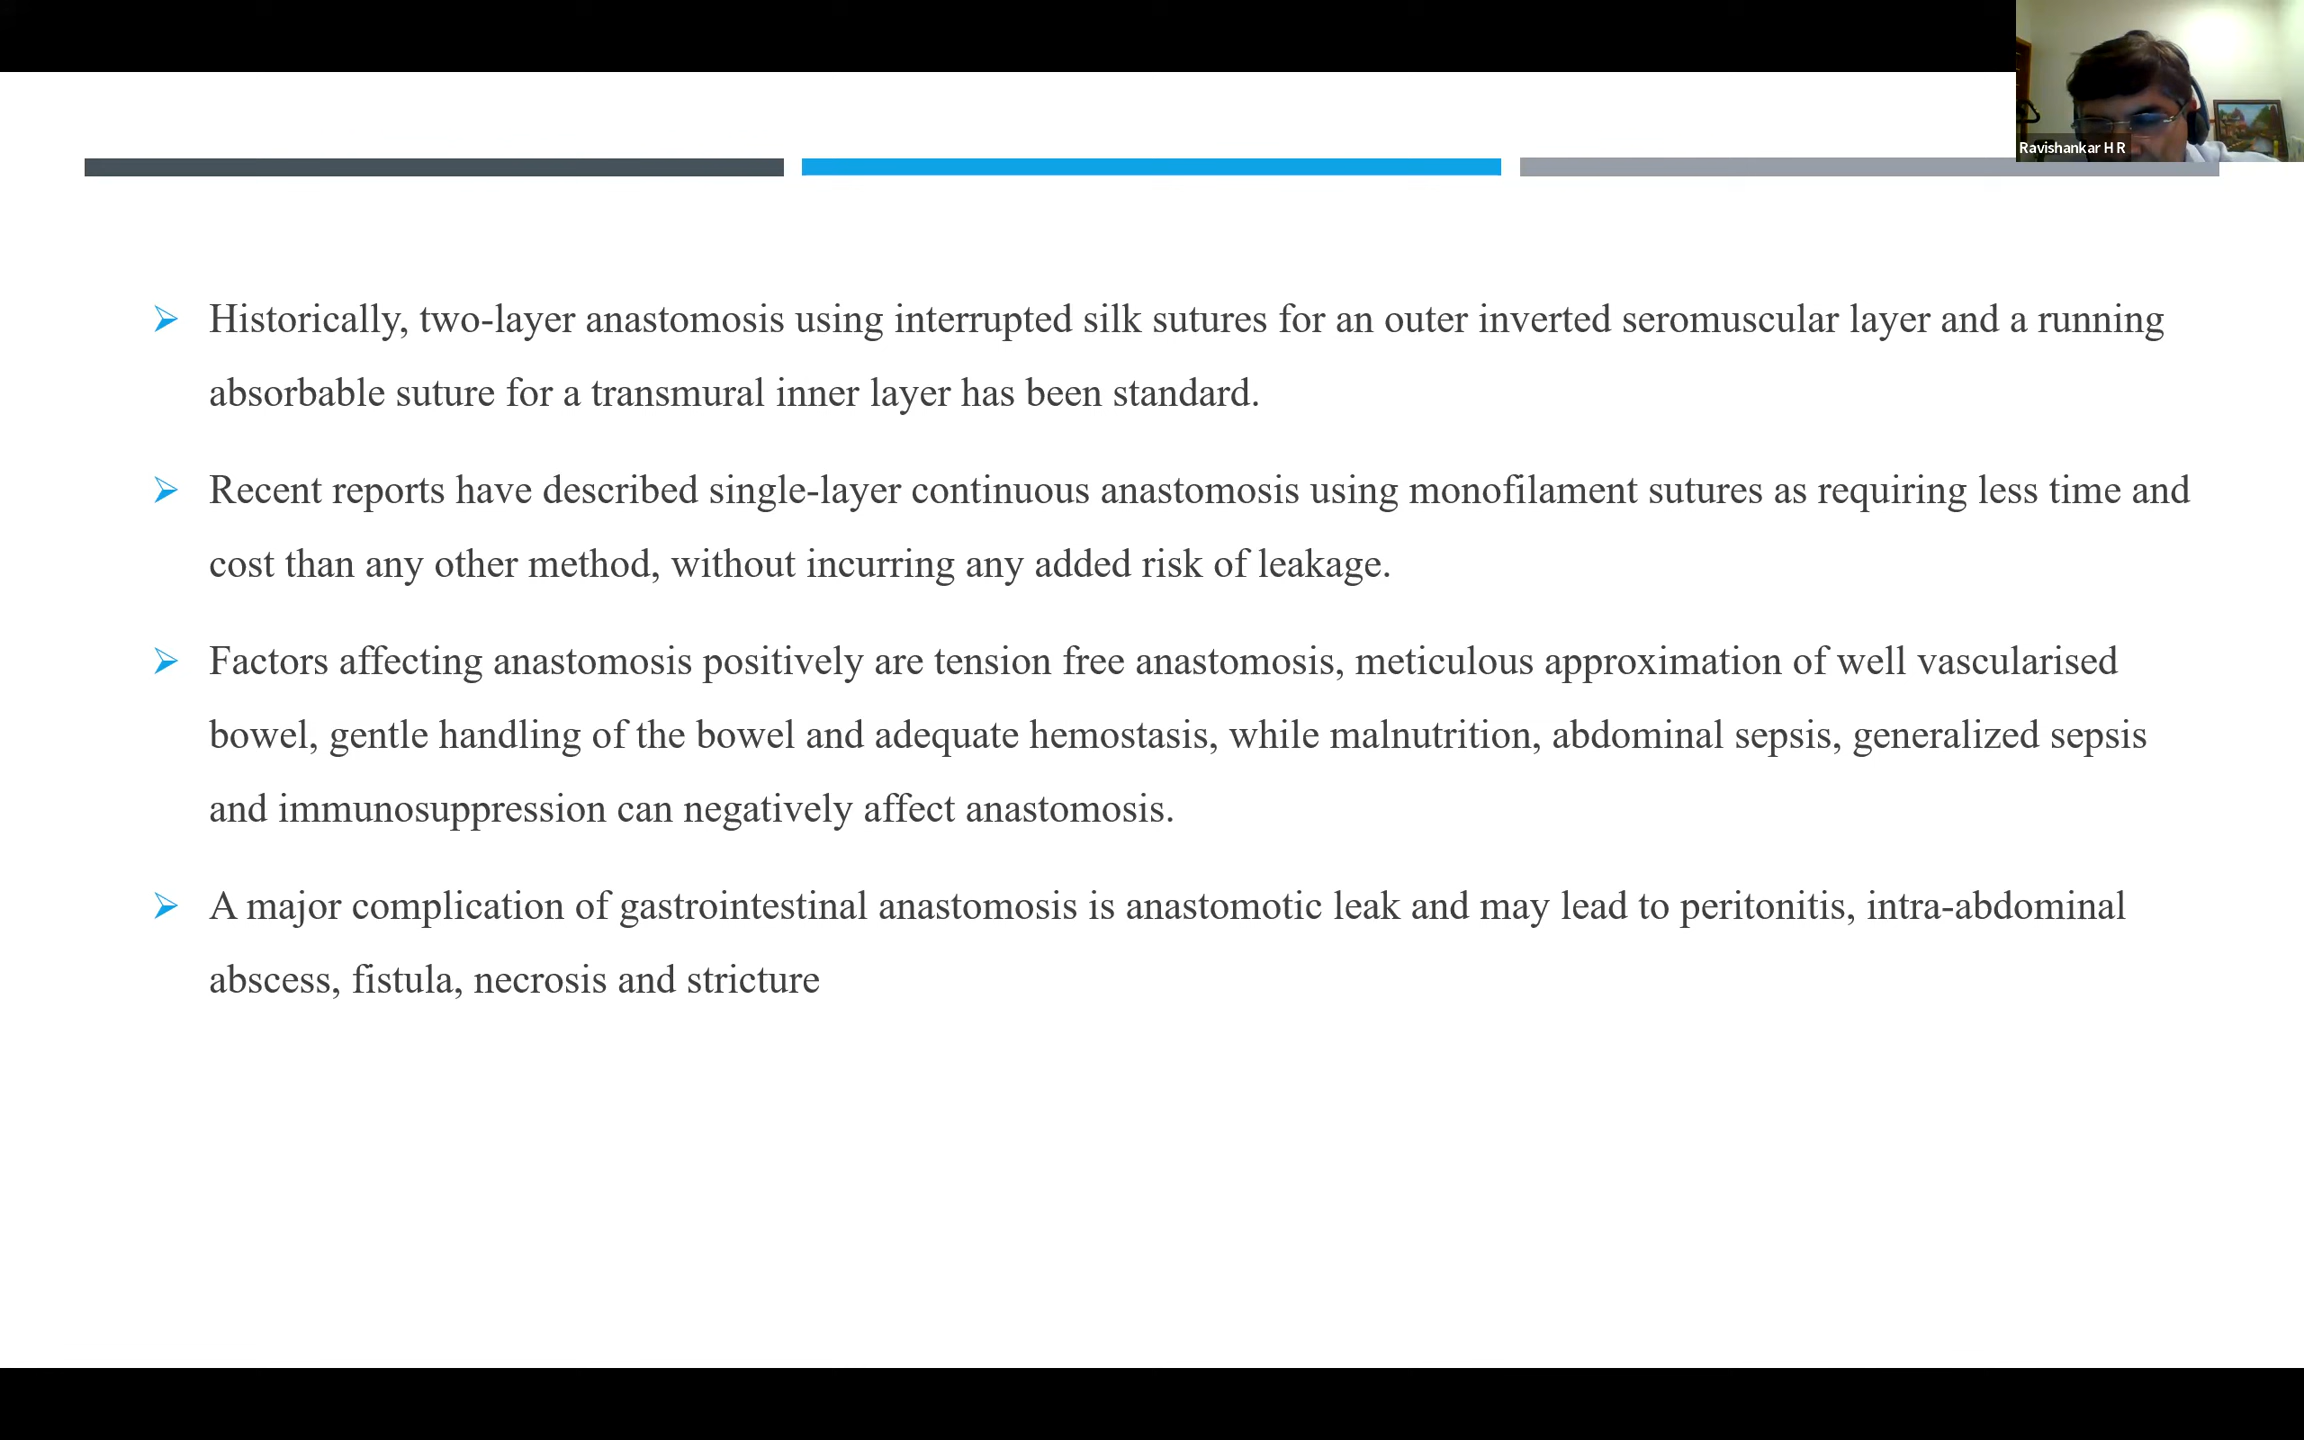 Ravishankar H R
Historically, two-layer anastomosis using interrupted silk sutures for an outer inverted seromuscular layer and a running
absorbable suture for a transmural inner layer has been standard.
Recent reports have described single-layer continuous anastomosis using monofilament sutures as requiring less time and
cost than any other method, without incurring any added risk of leakage.
Factors affecting anastomosis positively are tension free anastomosis, meticulous approximation of well vascularised
bowel, gentle handling of the bowel and adequate hemostasis, while malnutrition, abdominal sepsis, generalized sepsis
and immunosuppression can negatively affect anastomosis.
A major complication of gastrointestinal anastomosis is anastomotic leak and may lead to peritonitis, intra-abdominal
abscess, fistula, necrosis and stricture